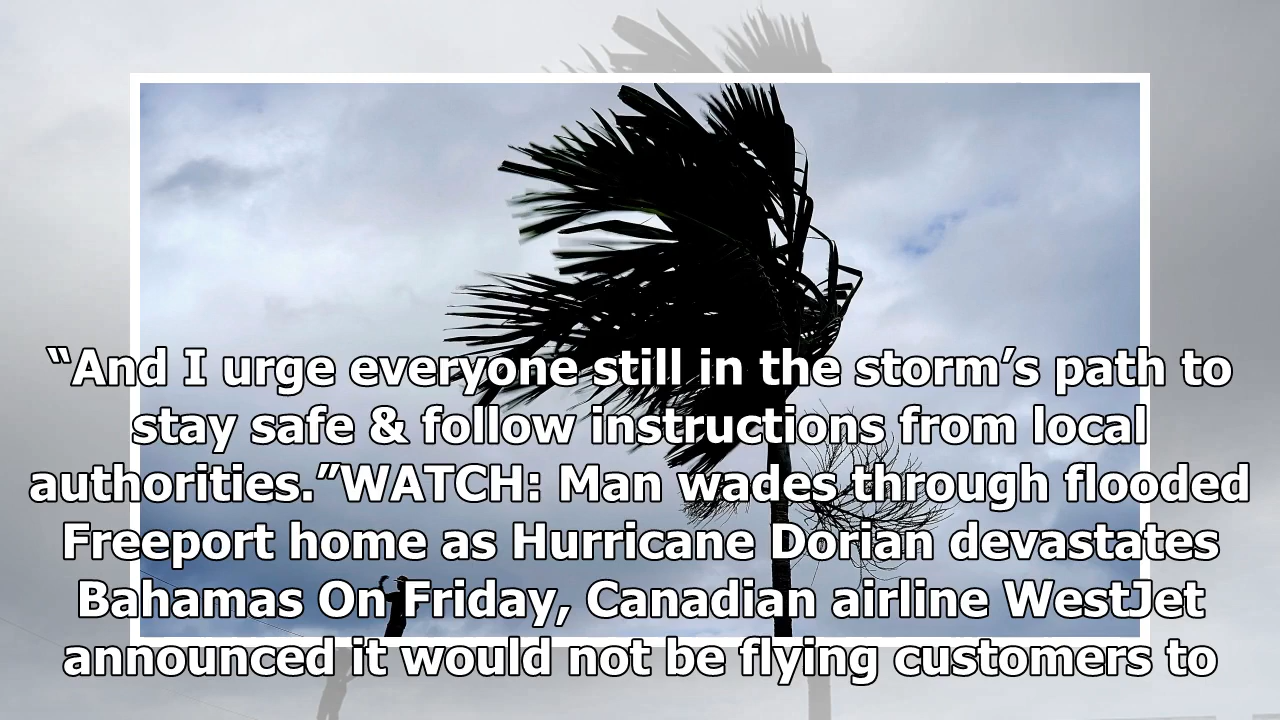 “And I urge everyone still in the storm’s path to
stay safe & follow instructions from local
authorities.”WATCH: Man wades through flooded
Freeport home as Hurricane Dorian devastates
Bahamas On Friday, Canadian airline WestJet
announced it would not be flying customers to